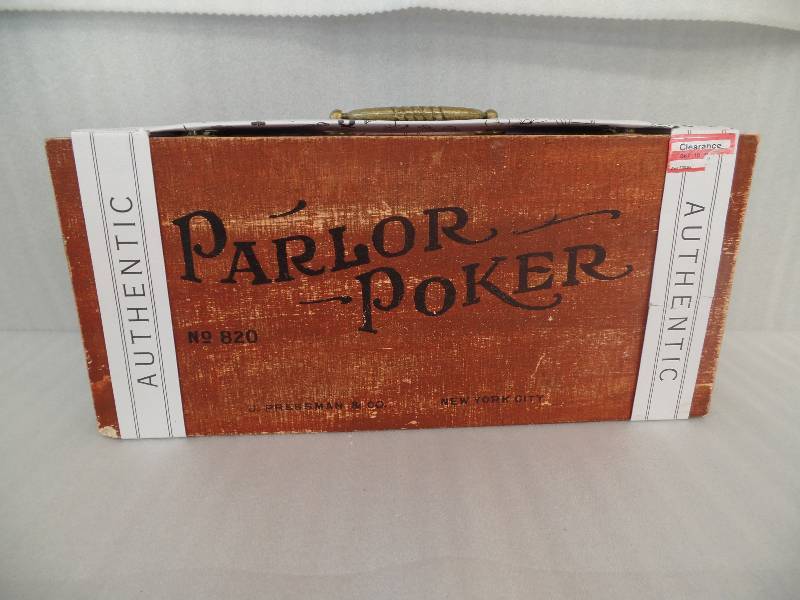 AUTHENTIC
PARLOR
POKER
Nº 820
J. PRESSMAN & CO.
NEW YORK CITY
Clearance
AUTHENTIC